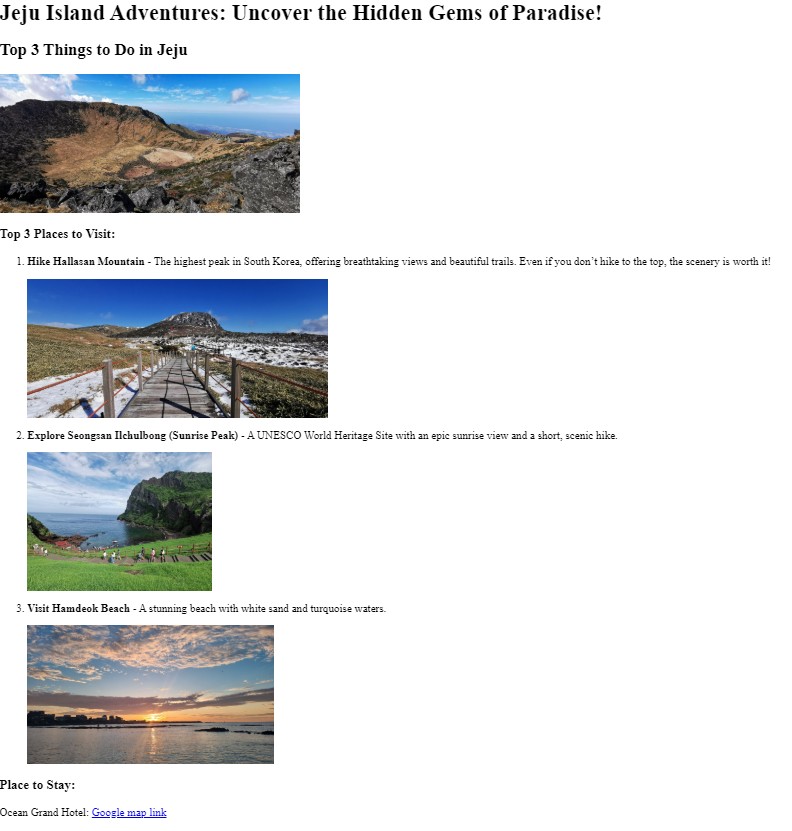 Jeju Island Adventures: Uncover the Hidden Gems of Paradise!
Top 3 Things to Do in Jeju
Top 3 Places to Visit:
1. Hike Hallasan Mountain - The highest peak in South Korea, offering breathtaking views and beautiful trails. Even if you don’t hike to the top, the scenery is worth it!
2. Explore Seongsan Ilchulbong (Sunrise Peak) - A UNESCO World Heritage Site with an epic sunrise view and a short, scenic hike.
3. Visit Hamdeok Beach - A stunning beach with white sand and turquoise waters.
Place to Stay:
Ocean Grand Hotel: Google map link